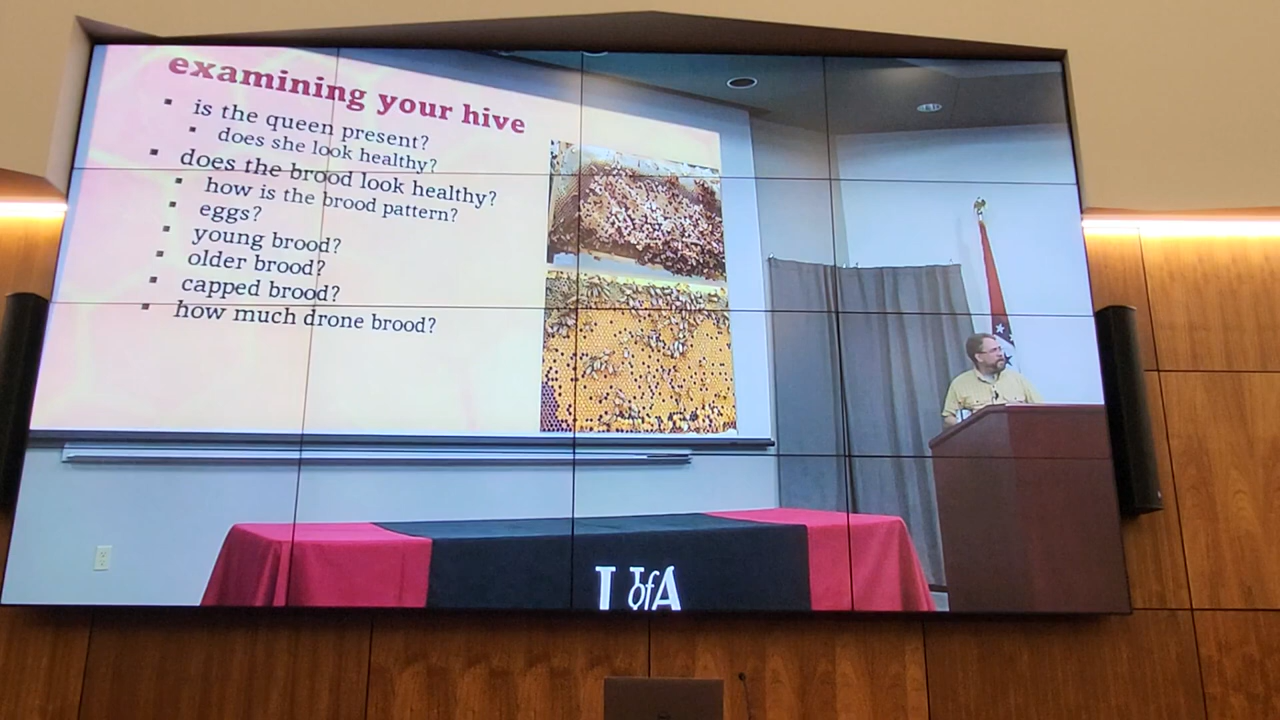 examining your hive
▪ is the queen present?
▪ does she look healthy?
▪ does the brood look healthy?
▪ how is the brood pattern?
▪ eggs?
▪ young brood?
▪ older brood?
▪ capped brood?
▪ how much drone brood?
UofA